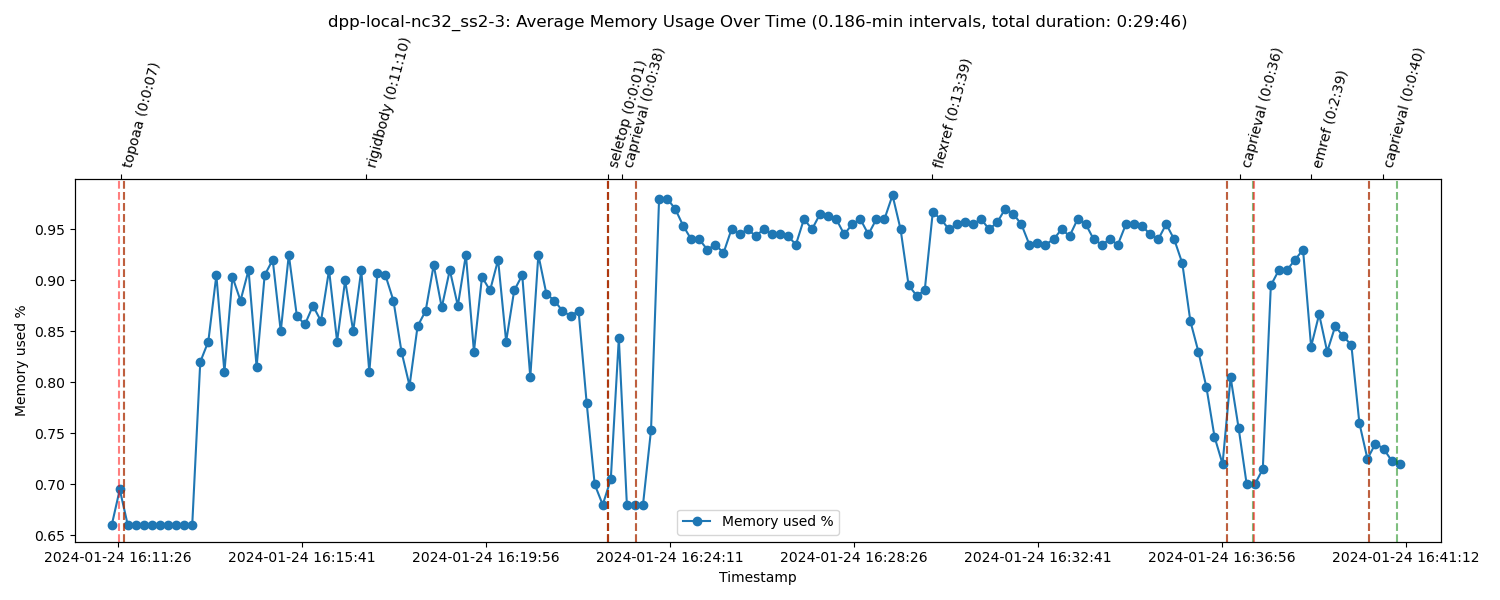 dpp-local-nc32_ss2-3: Average Memory Usage Over Time (0.186-min intervals, total duration: 0:29:46)
topoaa (0:0:07)
rigidbody (0:11:10)
seletop (0:0:01)
caprieval (0:0:38)
flexref (0:13:39)
caprieval (0:0:36)
emref (0:2:39)
caprieval (0:0:40)
Memory used %
0.95
0.90
0.85
0.80
0.75
0.70
0.65
Memory used %
2024-01-24 16:11:26
2024-01-24 16:15:41
2024-01-24 16:19:56
2024-01-24 16:24:11
2024-01-24 16:28:26
2024-01-24 16:32:41
2024-01-24 16:36:56
2024-01-24 16:41:12
Timestamp